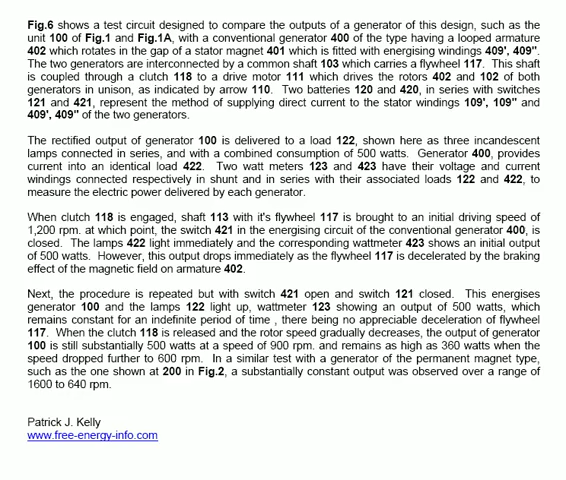 Fig.6 shows a test circuit designed to compare the outputs of a generator of this design, such as the
unit 100 of Fig.1 and Fig.1A, with a conventional generator 400 of the type having a looped armature
402 which rotates in the gap of a stator magnet 401 which is fitted with energising windings 409', 409".
The two generators are interconnected by a common shaft 103 which carries a flywheel 117. This shaft
is coupled through a clutch 118 to a drive motor 111 which drives the rotors 402 and 102 of both
generators in unison, as indicated by arrow 110. Two batteries 120 and 420, in series with switches
121 and 421, represent the method of supplying direct current to the stator windings 109', 109" and
409', 409" of the two generators.
The rectified output of generator 100 is delivered to a load 122, shown here as three incandescent
lamps connected in series, and with a combined consumption of 500 watts. Generator 400, provides
current into an identical load 422. Two watt meters 123 and 423 have their voltage and current
windings connected respectively in shunt and in series with their associated loads 122 and 422, to
measure the electric power delivered by each generator.
When clutch 118 is engaged, shaft 113 with it's flywheel 117 is brought to an initial driving speed of
1,200 rpm. at which point, the switch 421 in the energising circuit of the conventional generator 400, is
closed. The lamps 422 light immediately and the corresponding wattmeter 423 shows an initial output
of 500 watts. However, this output drops immediately as the flywheel 117 is decelerated by the braking
effect of the magnetic field on armature 402.
Next, the procedure is repeated but with switch 421 open and switch 121 closed. This energises
generator 100 and the lamps 122 light up, wattmeter 123 showing an output of 500 watts, which
remains constant for an indefinite period of time , there being no appreciable deceleration of flywheel
117. When the clutch 118 is released and the rotor speed gradually decreases, the output of generator
100 is still substantially 500 watts at a speed of 900 rpm. and remains as high as 360 watts when the
speed dropped further to 600 rpm. In a similar test with a generator of the permanent magnet type,
such as the one shown at 200 in Fig.2, a substantially constant output was observed over a range of
1600 to 640 rpm.
Patrick J. Kelly
www.free-energy-info.com